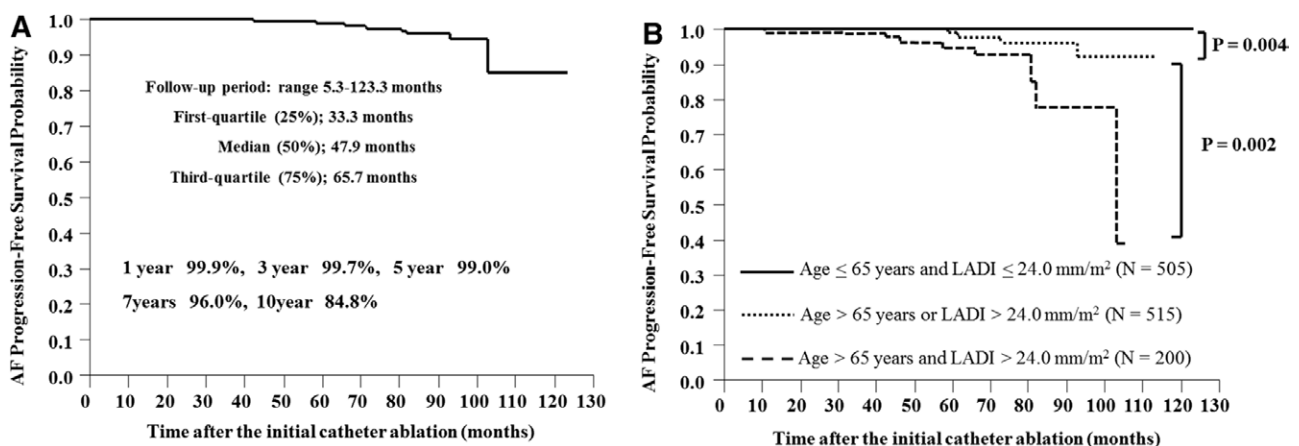 A
AF Progression-Free Survival Probability
1.0
0.9
0.8
0.7
0.6
0.5
0.4
0.3
0.2
0.1
0.0
Follow-up period: range 5.3-123.3 months
First-quartile (25%); 33.3 months
Median (50%); 47.9 months
Third-quartile (75%); 65.7 months
1 year 99.9%, 3 year 99.7%, 5 year 99.0%
7years 96.0%, 10year 84.8%
0 10 20 30 40 50 60 70 80 90 100 110 120 130
Time after the initial catheter ablation (months)
B
AF Progression-Free Survival Probability
1.0
0.9
0.8
0.7
0.6
0.5
0.4
0.3
0.2
0.1
0.0
P = 0.004
P = 0.002
Age ≤ 65 years and LADI ≤ 24.0 mm/m² (N = 505)
Age > 65 years or LADI > 24.0 mm/m² (N = 515)
Age > 65 years and LADI > 24.0 mm/m² (N = 200)
0 10 20 30 40 50 60 70 80 90 100 110 120 130
Time after the initial catheter ablation (months)